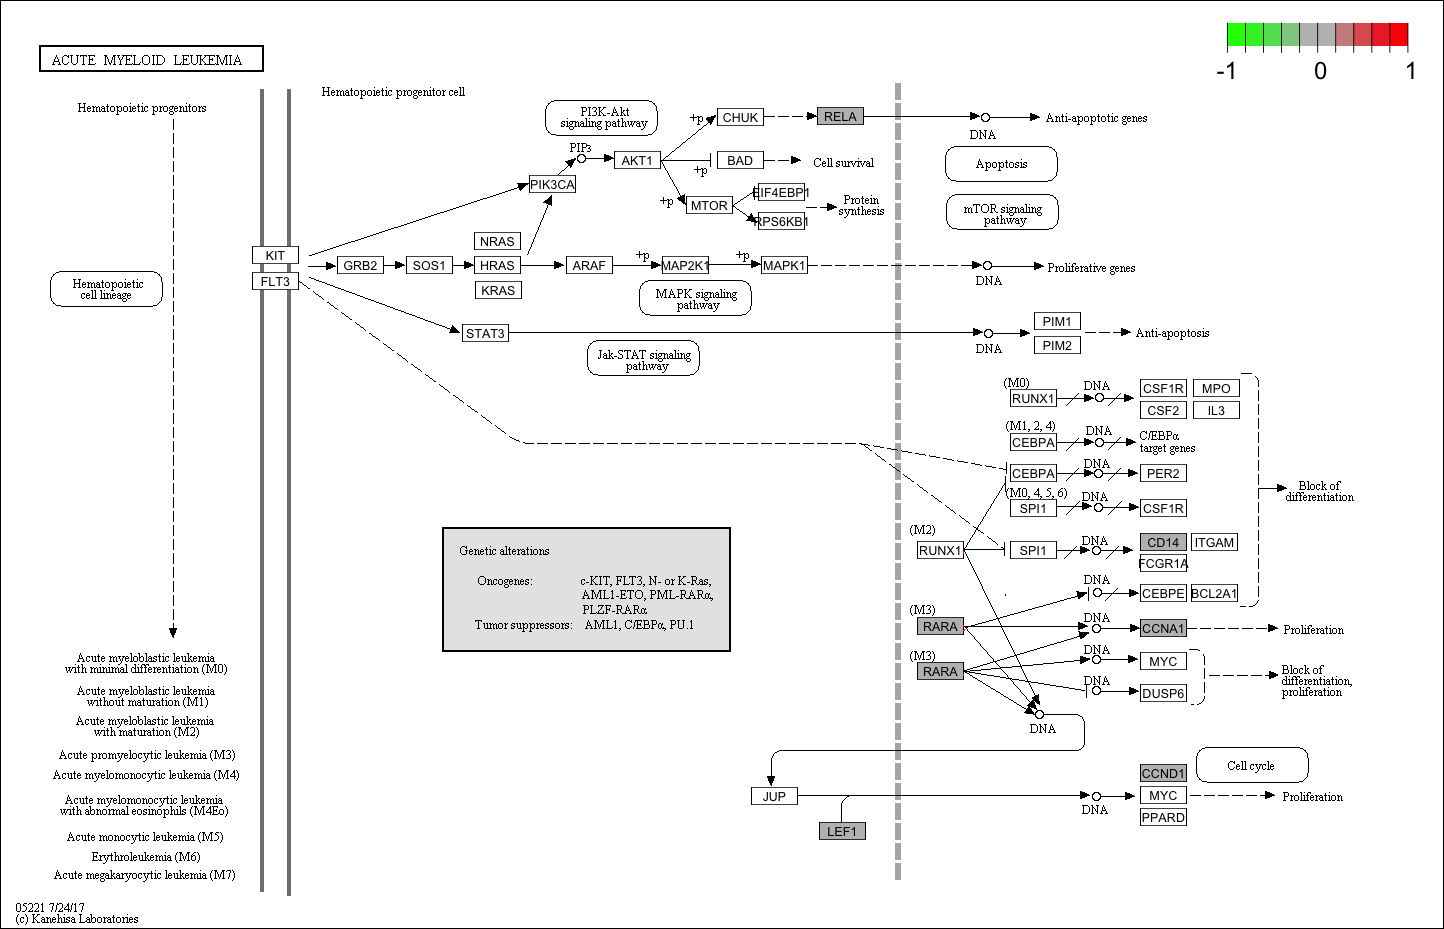 -1
0
1
ACUTE MYELOID LEUKEMIA
Hematopoietic progenitors
Hematopoietic progenitor cell
PI3K-Akt
signaling pathway
+p
CHUK
RELA
DNA
Anti-apoptotic genes
PIP3
AKT1
+p
BAD
Cell survival
Apoptosis
PIK3CA
+p
MTOR
EIF4EBP1
RPS6KB1
Protein
synthesis
mTOR signaling
pathway
KIT
FLT3
GRB2
SOS1
NRAS
HRAS
KRAS
ARAF
+p
MAP2K1
+p
MAPK1
DNA
Proliferative genes
MAPK signaling
pathway
Hematopoietic
cell lineage
STAT3
DNA
PIM1
PIM2
Anti-apoptosis
Jak-STAT signaling
pathway
(M0)
RUNX1
DNA
CSF1R
MPO
CSF2
IL3
(M1, 2, 4)
CEBPA
DNA
C/EBPα
target genes
CEBPA
DNA
PER2
(M0, 4, 5, 6)
SPI1
DNA
CSF1R
Block of
differentiation
(M2)
RUNX1
SPI1
DNA
CD14
ITGAM
FCGR1A
DNA
CEBPE
BCL2A1
(M3)
RARA
DNA
CCNA1
Proliferation
(M3)
RARA
DNA
MYC
DNA
DUSP6
Block of
differentiation,
proliferation
DNA
Genetic alterations
Oncogenes: c-KIT, FLT3, N- or K-Ras,
AML1-ETO, PML-RARα,
PLZF-RARα
Tumor suppressors: AML1, C/EBPα, PU.1
JUP
LEF1
DNA
CCND1
MYC
PPARD
Cell cycle
Proliferation
Acute myeloblastic leukemia
with minimal differentiation (M0)
Acute myeloblastic leukemia
without maturation (M1)
Acute myeloblastic leukemia
with maturation (M2)
Acute promyelocytic leukemia (M3)
Acute myelomonocytic leukemia (M4)
Acute myelomonocytic leukemia
with abnormal eosinophils (M4Eo)
Acute monocytic leukemia (M5)
Erythroleukemia (M6)
Acute megakaryocytic leukemia (M7)
05221 7/24/17
(c) Kanehisa Laboratories